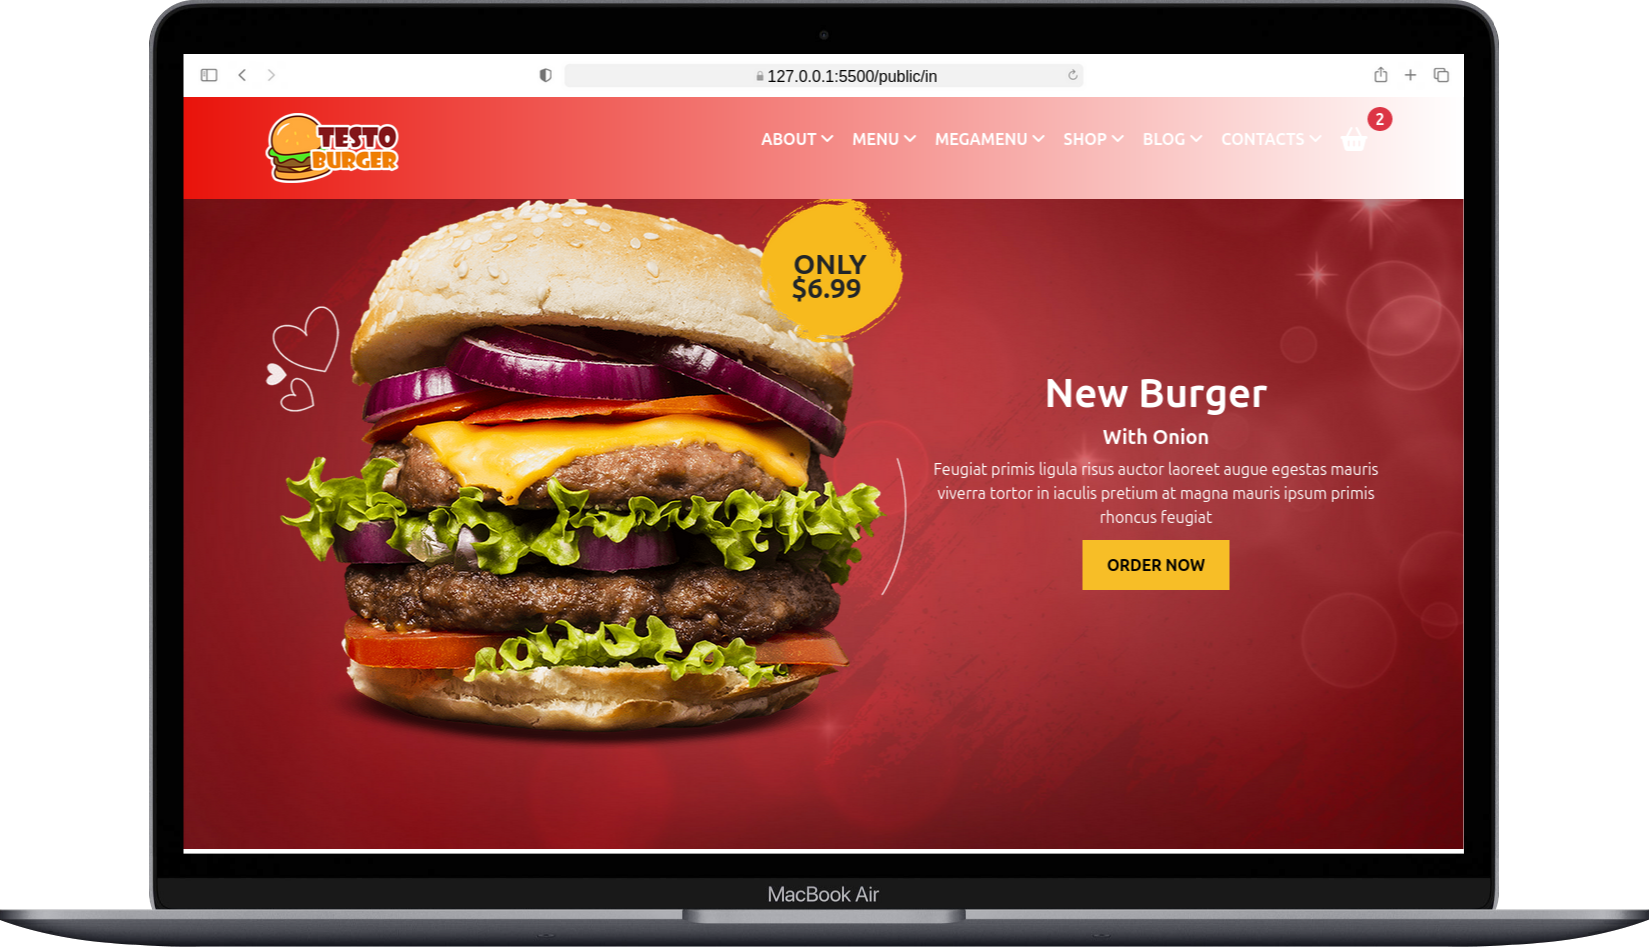 127.0.0.1:5500/public/in
TESTO
BURGER
ABOUT MENU MEGAMENU SHOP BLOG CONTACTS 2
ONLY
$6.99
New Burger
With Onion
Feugiat primis ligula risus auctor laoreet augue egestas mauris
viverra tortor in iaculis pretium at magna mauris ipsum primis
rhoncus feugiat
ORDER NOW
MacBook Air